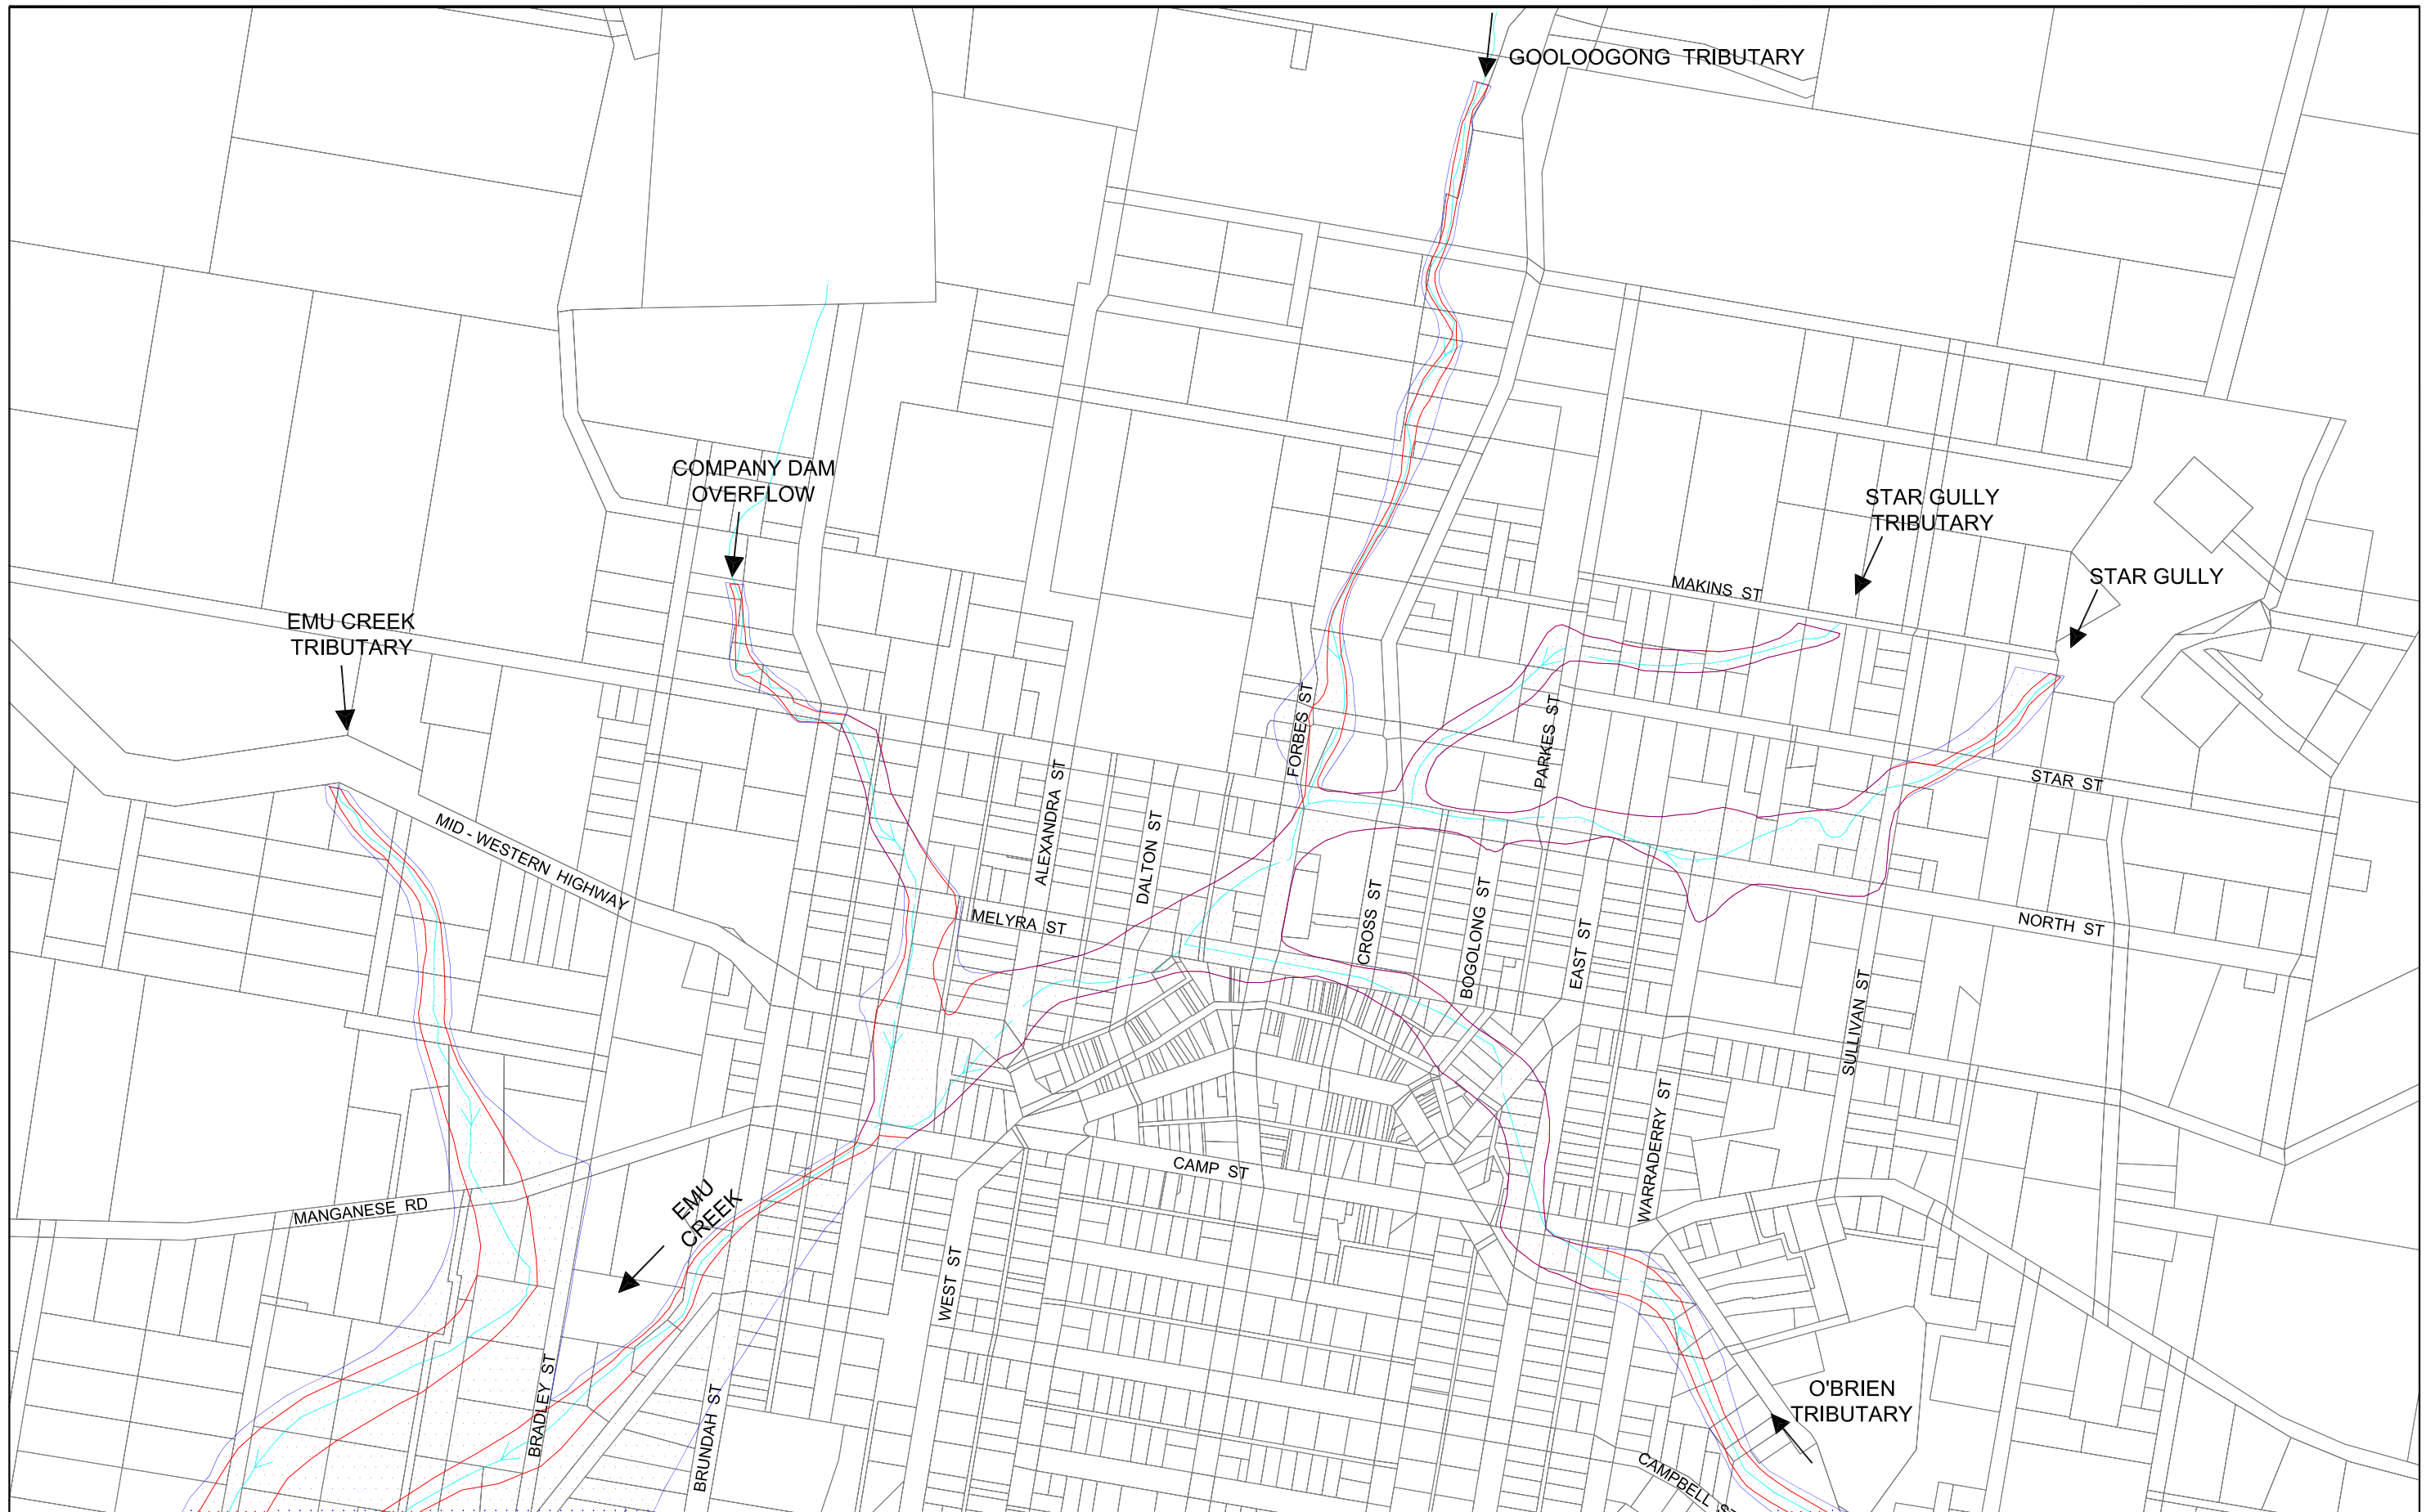 GOOLOOGONG TRIBUTARY
COMPANY DAM
OVERFLOW
STAR GULLY
TRIBUTARY
STAR GULLY
MAKINS ST
EMU CREEK
TRIBUTARY
FORBES ST
PARKES ST
STAR ST
MID - WESTERN HIGHWAY
ALEXANDRA ST
DALTON ST
MELYRA ST
CROSS ST
BOGOLONG ST
EAST ST
NORTH ST
SULLIVAN ST
WARRADERRY ST
CAMP ST
MANGANESE RD
EMU
CREEK
WEST ST
BRADLEY ST
BRUNDAH ST
O'BRIEN
TRIBUTARY
CAMPBELL ST